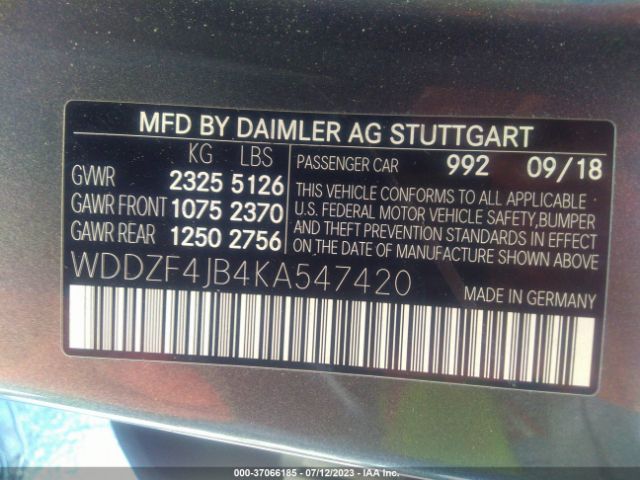 MFD BY DAIMLER AG STUTTGART
KG LBS
GVWR 2325 5126
GAWR FRONT 1075 2370
GAWR REAR 1250 2756
PASSENGER CAR 992 09/18
THIS VEHICLE CONFORMS TO ALL APPLICABLE
U.S. FEDERAL MOTOR VEHICLE SAFETY,BUMPER
AND THEFT PREVENTION STANDARDS IN EFFECT
ON THE DATE OF MANUFACTURE SHOWN ABOVE.
WDDZF4JB4KA547420
MADE IN GERMANY
000-37066185 - 07/12/2023 - IAA Inc.